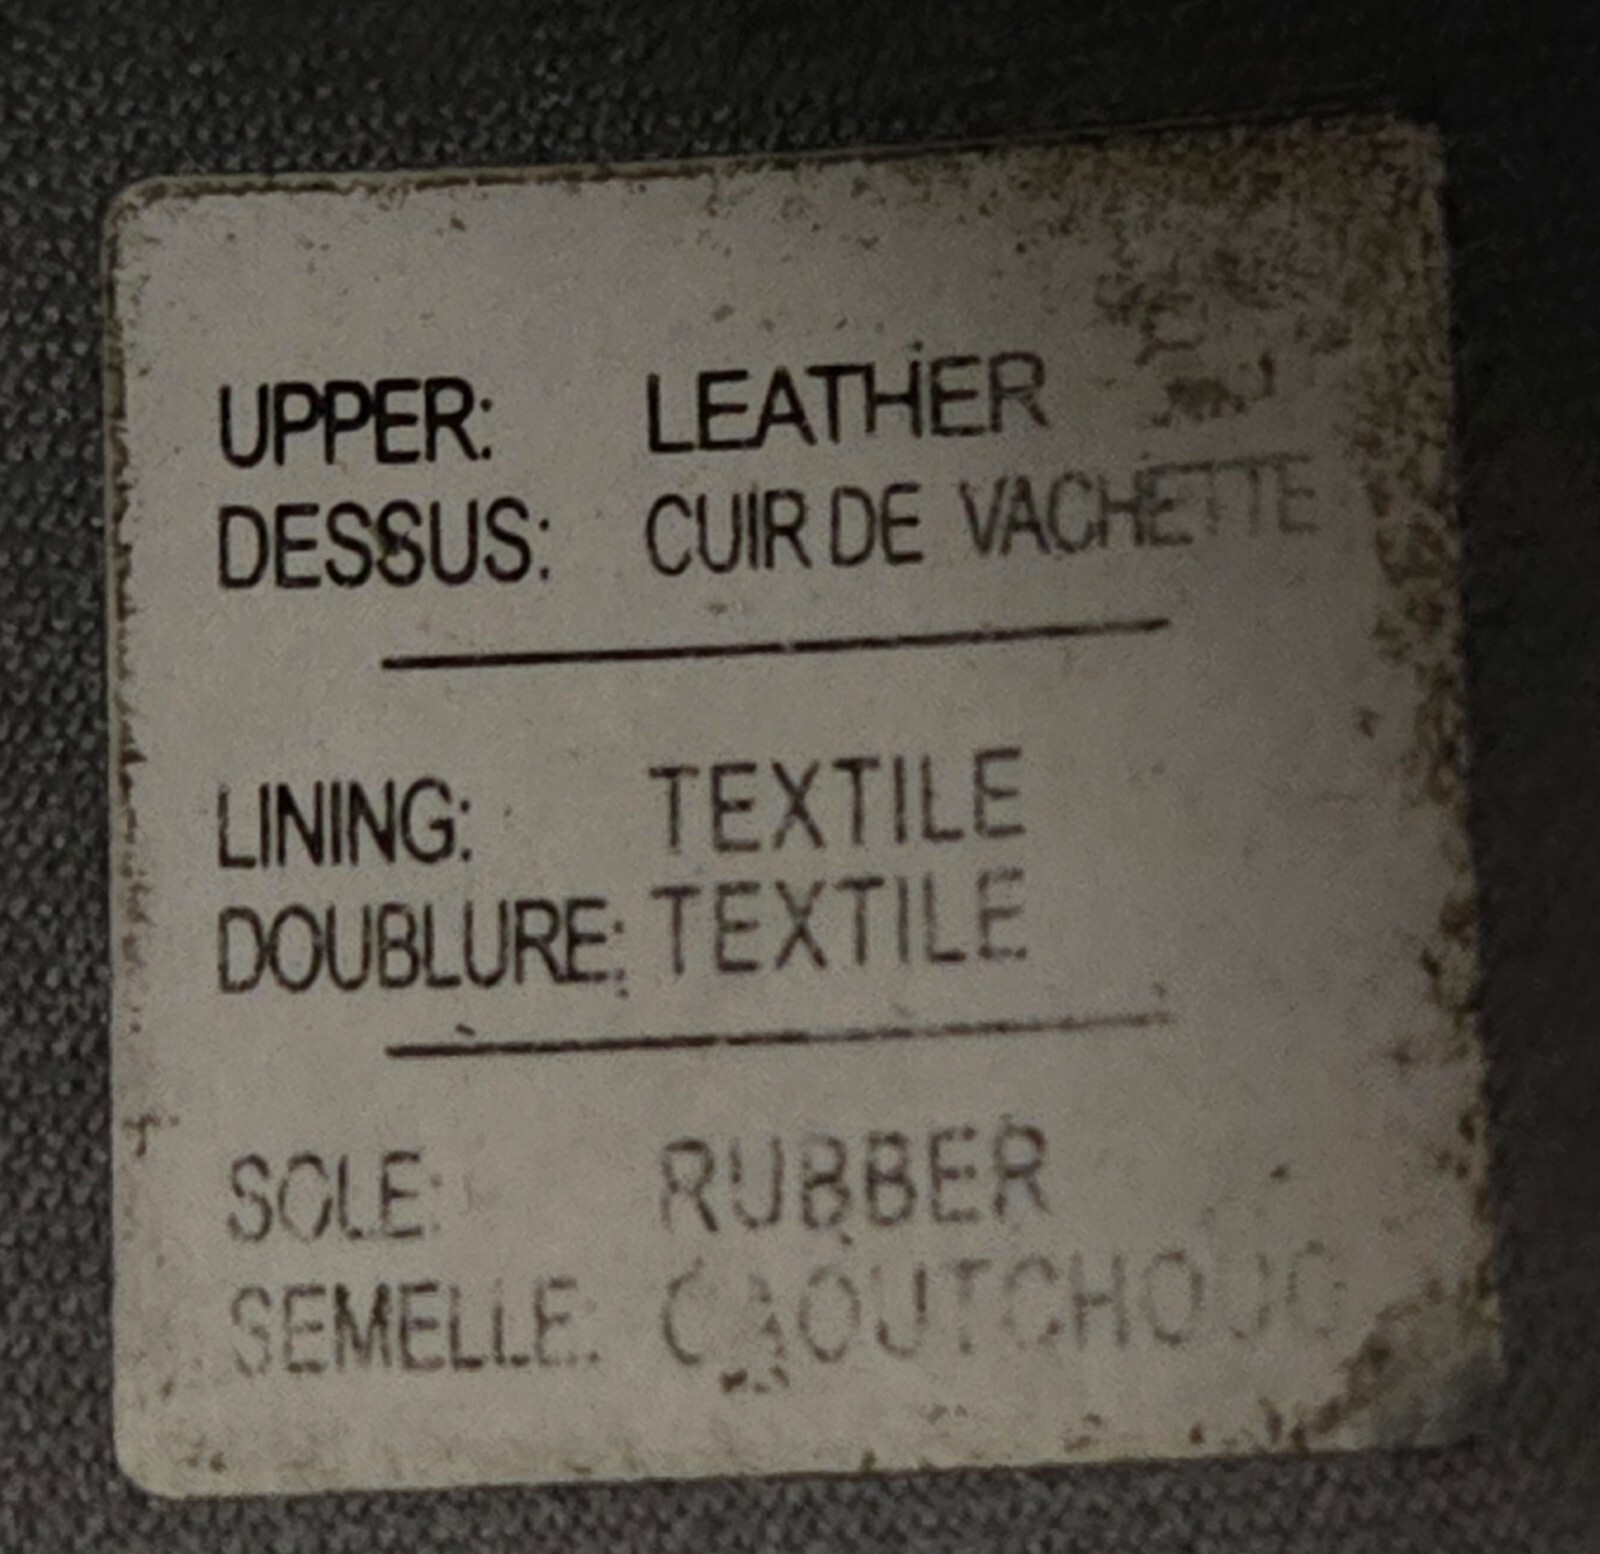 UPPER: LEATHER
DESSUS: CUIR DE VACHETTE
LINING: TEXTILE
DOUBLURE: TEXTILE
SOLE: RUBBER
SEMELLE: CAOUTCHOUC